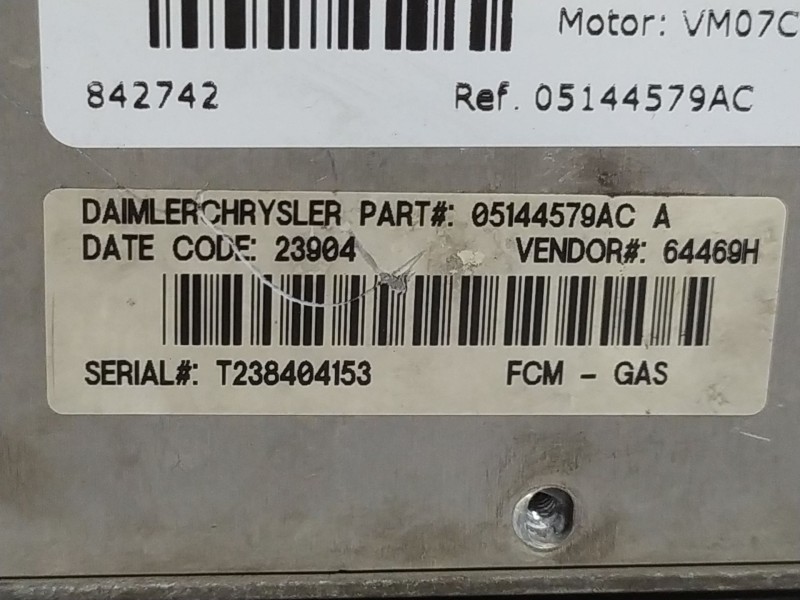 Motor: VM07C
842742 Ref. 05144579AC
DAIMLERCHRYSLER PART#: 05144579AC A
DATE CODE: 23904 VENDOR#: 64469H
SERIAL#: T238404153 FCM - GAS